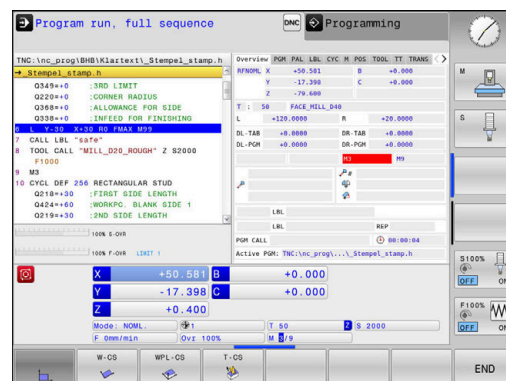 Program run, full sequence
DNC
Programming
TNC:\nc_prog\BHB\Klartext\_Stempel_stamp.h
→_Stempel_stamp.h
Q349=+0 ;3RD LIMIT
Q220=+0 ;CORNER RADIUS
Q368=+0 ;ALLOWANCE FOR SIDE
Q338=+0 ;INFEED FOR FINISHING
6 L Y-30 X+30 R0 FMAX M99
7 CALL LBL "safe"
8 TOOL CALL "MILL_D20_ROUGH" Z S2000
F1000
9 M3
10 CYCL DEF 256 RECTANGULAR STUD
Q218=+30 ;FIRST SIDE LENGTH
Q424=+60 ;WORKPC. BLANK SIDE 1
Q219=+30 ;2ND SIDE LENGTH
100% S-OVR
100% F-OVR LIMIT 1
Overview PGM PAL LBL CYC M POS TOOL TT TRANS
RFNOML X +50.581 B +0.000
Y -17.398 C +0.000
Z -79.600
T : 50 FACE_MILL_D40
L +120.0000 R +20.0000
DL-TAB +0.0000 DR-TAB +0.0000
DL-PGM +0.0000 DR-PGM +0.0000
M3 M9
LBL
LBL REP
PGM CALL 00:00:04
Active PGM: TNC:\nc_prog\...\_Stempel_stamp.h
X +50.581 B +0.000
Y -17.398 C +0.000
Z +0.400
Mode: NOML. 1 T 50 Z S 2000
F 0mm/min Ovr 100% M 3/9
M
S
S100%
OFF ON
F100%
OFF ON
W-CS
WPL-CS
T-CS
END